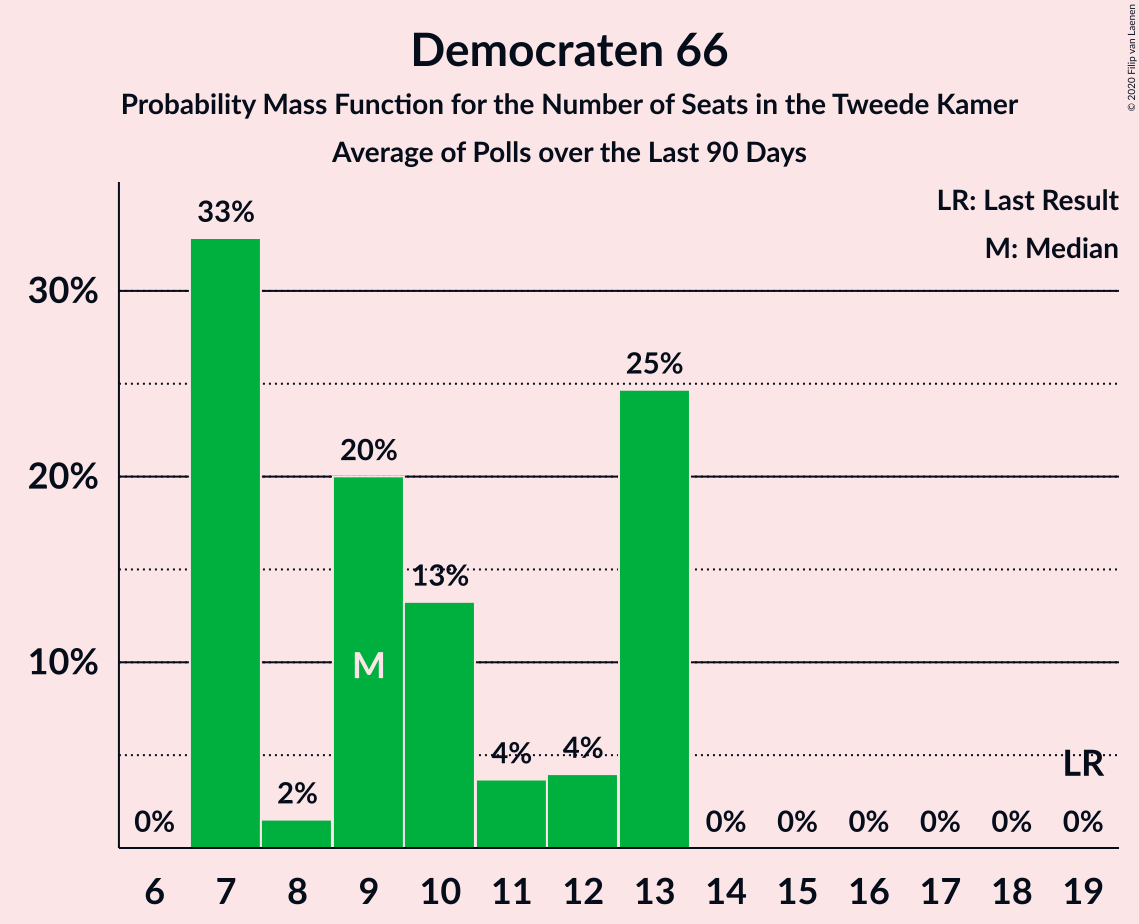 Democraten 66
Probability Mass Function for the Number of Seats in the Tweede Kamer
Average of Polls over the Last 90 Days
© 2020 Filip van Laenen
LR: Last Result
M: Median
33%
30%
25%
20%
20%
13%
10%
M
4%
4%
LR
2%
0%
0%
0%
0%
0%
0%
0%
6 7 8 9 10 11 12 13 14 15 16 17 18 19